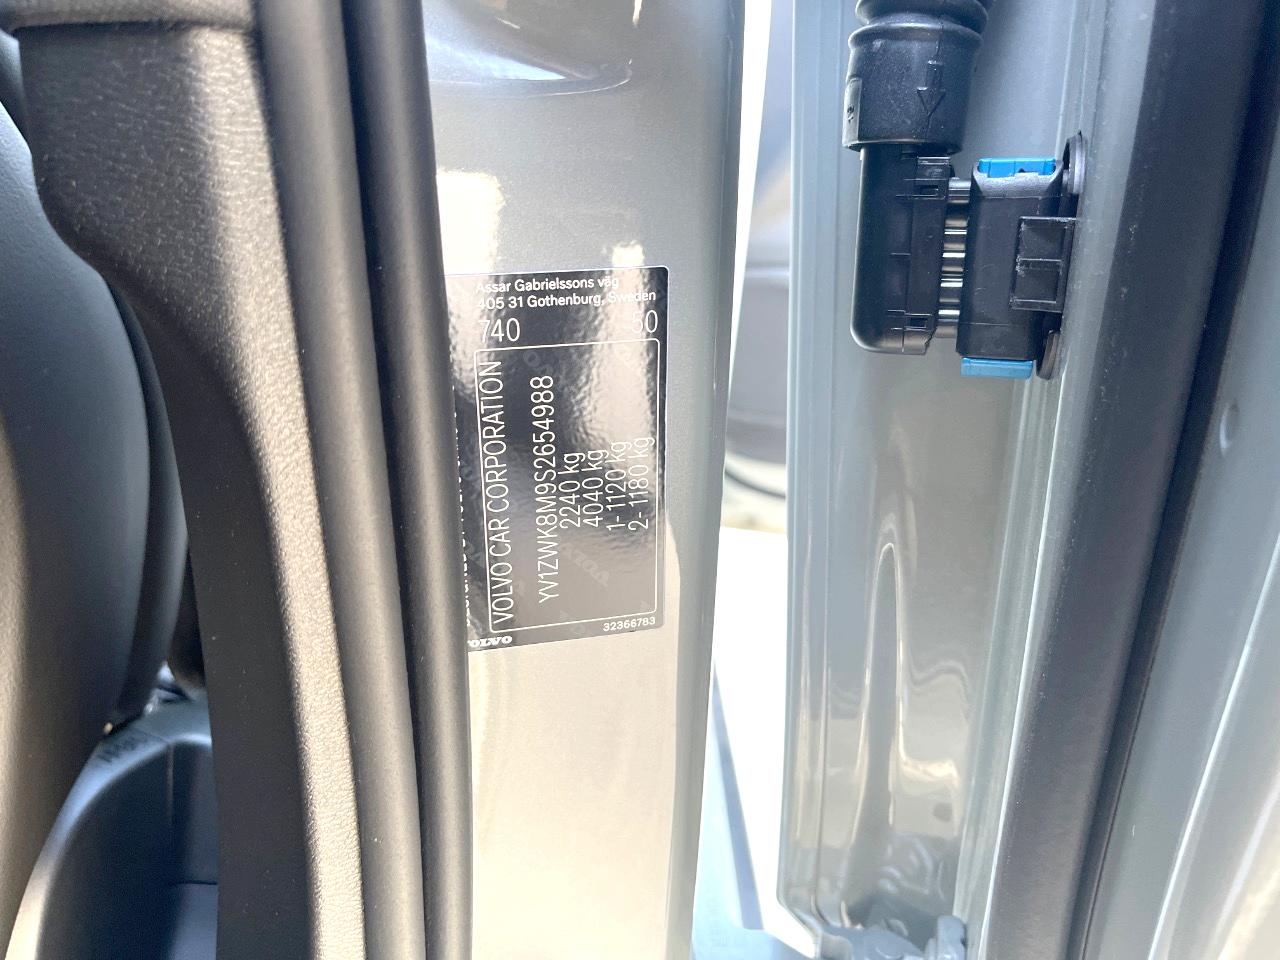 Assar Gabrielssons väg
405 31 Gothenburg, Sweden
740 50
VOLVO CAR CORPORATION
YV1ZWK8M9S2654988
2240 kg
4040 kg
1- 1120 kg
2- 1180 kg
32366783
VOLVO